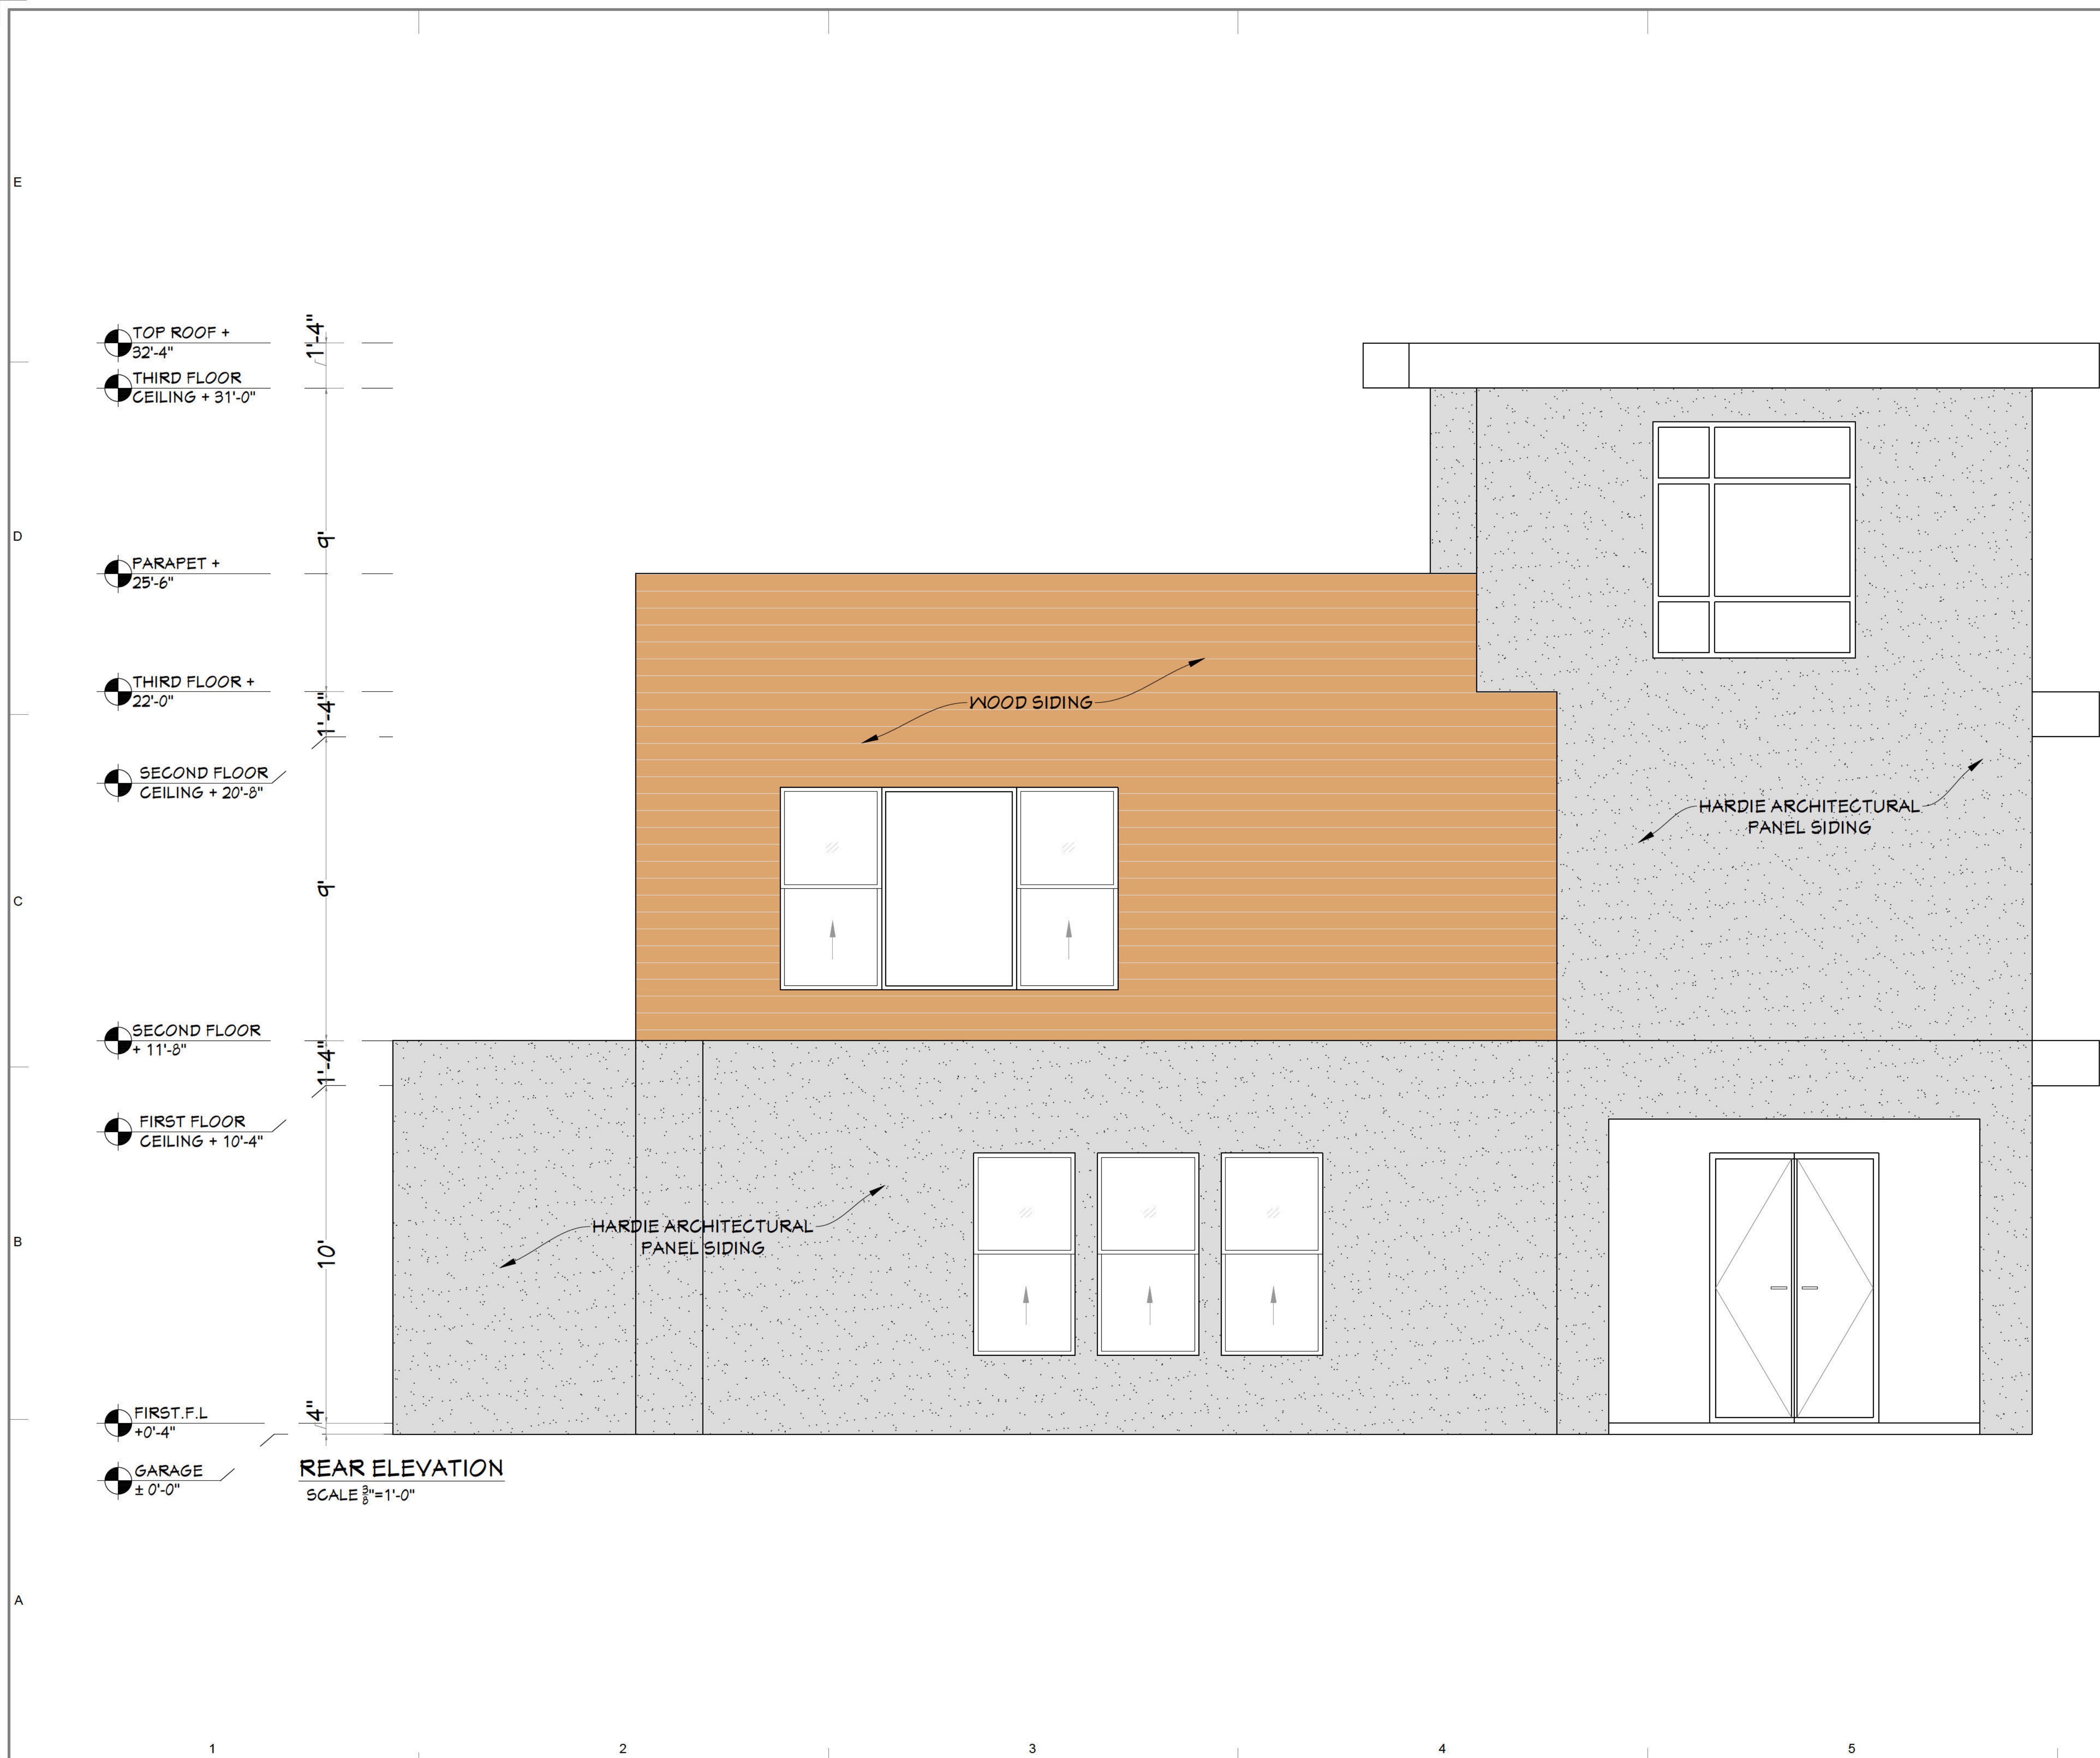 E
TOP ROOF +
32'-4"
1'-4"
THIRD FLOOR
CEILING + 31'-0"
9'
D
PARAPET +
25'-6"
THIRD FLOOR +
22'-0"
1'-4"
WOOD SIDING
SECOND FLOOR
CEILING + 20'-8"
HARDIE ARCHITECTURAL
PANEL SIDING
9'
C
SECOND FLOOR
+ 11'-8"
1'-4"
FIRST FLOOR
CEILING + 10'-4"
HARDIE ARCHITECTURAL
PANEL SIDING
B
10'
4"
FIRST.F.L
+0'-4"
GARAGE
± 0'-0"
REAR ELEVATION
SCALE 3/8"=1'-0"
A
1 2 3 4 5